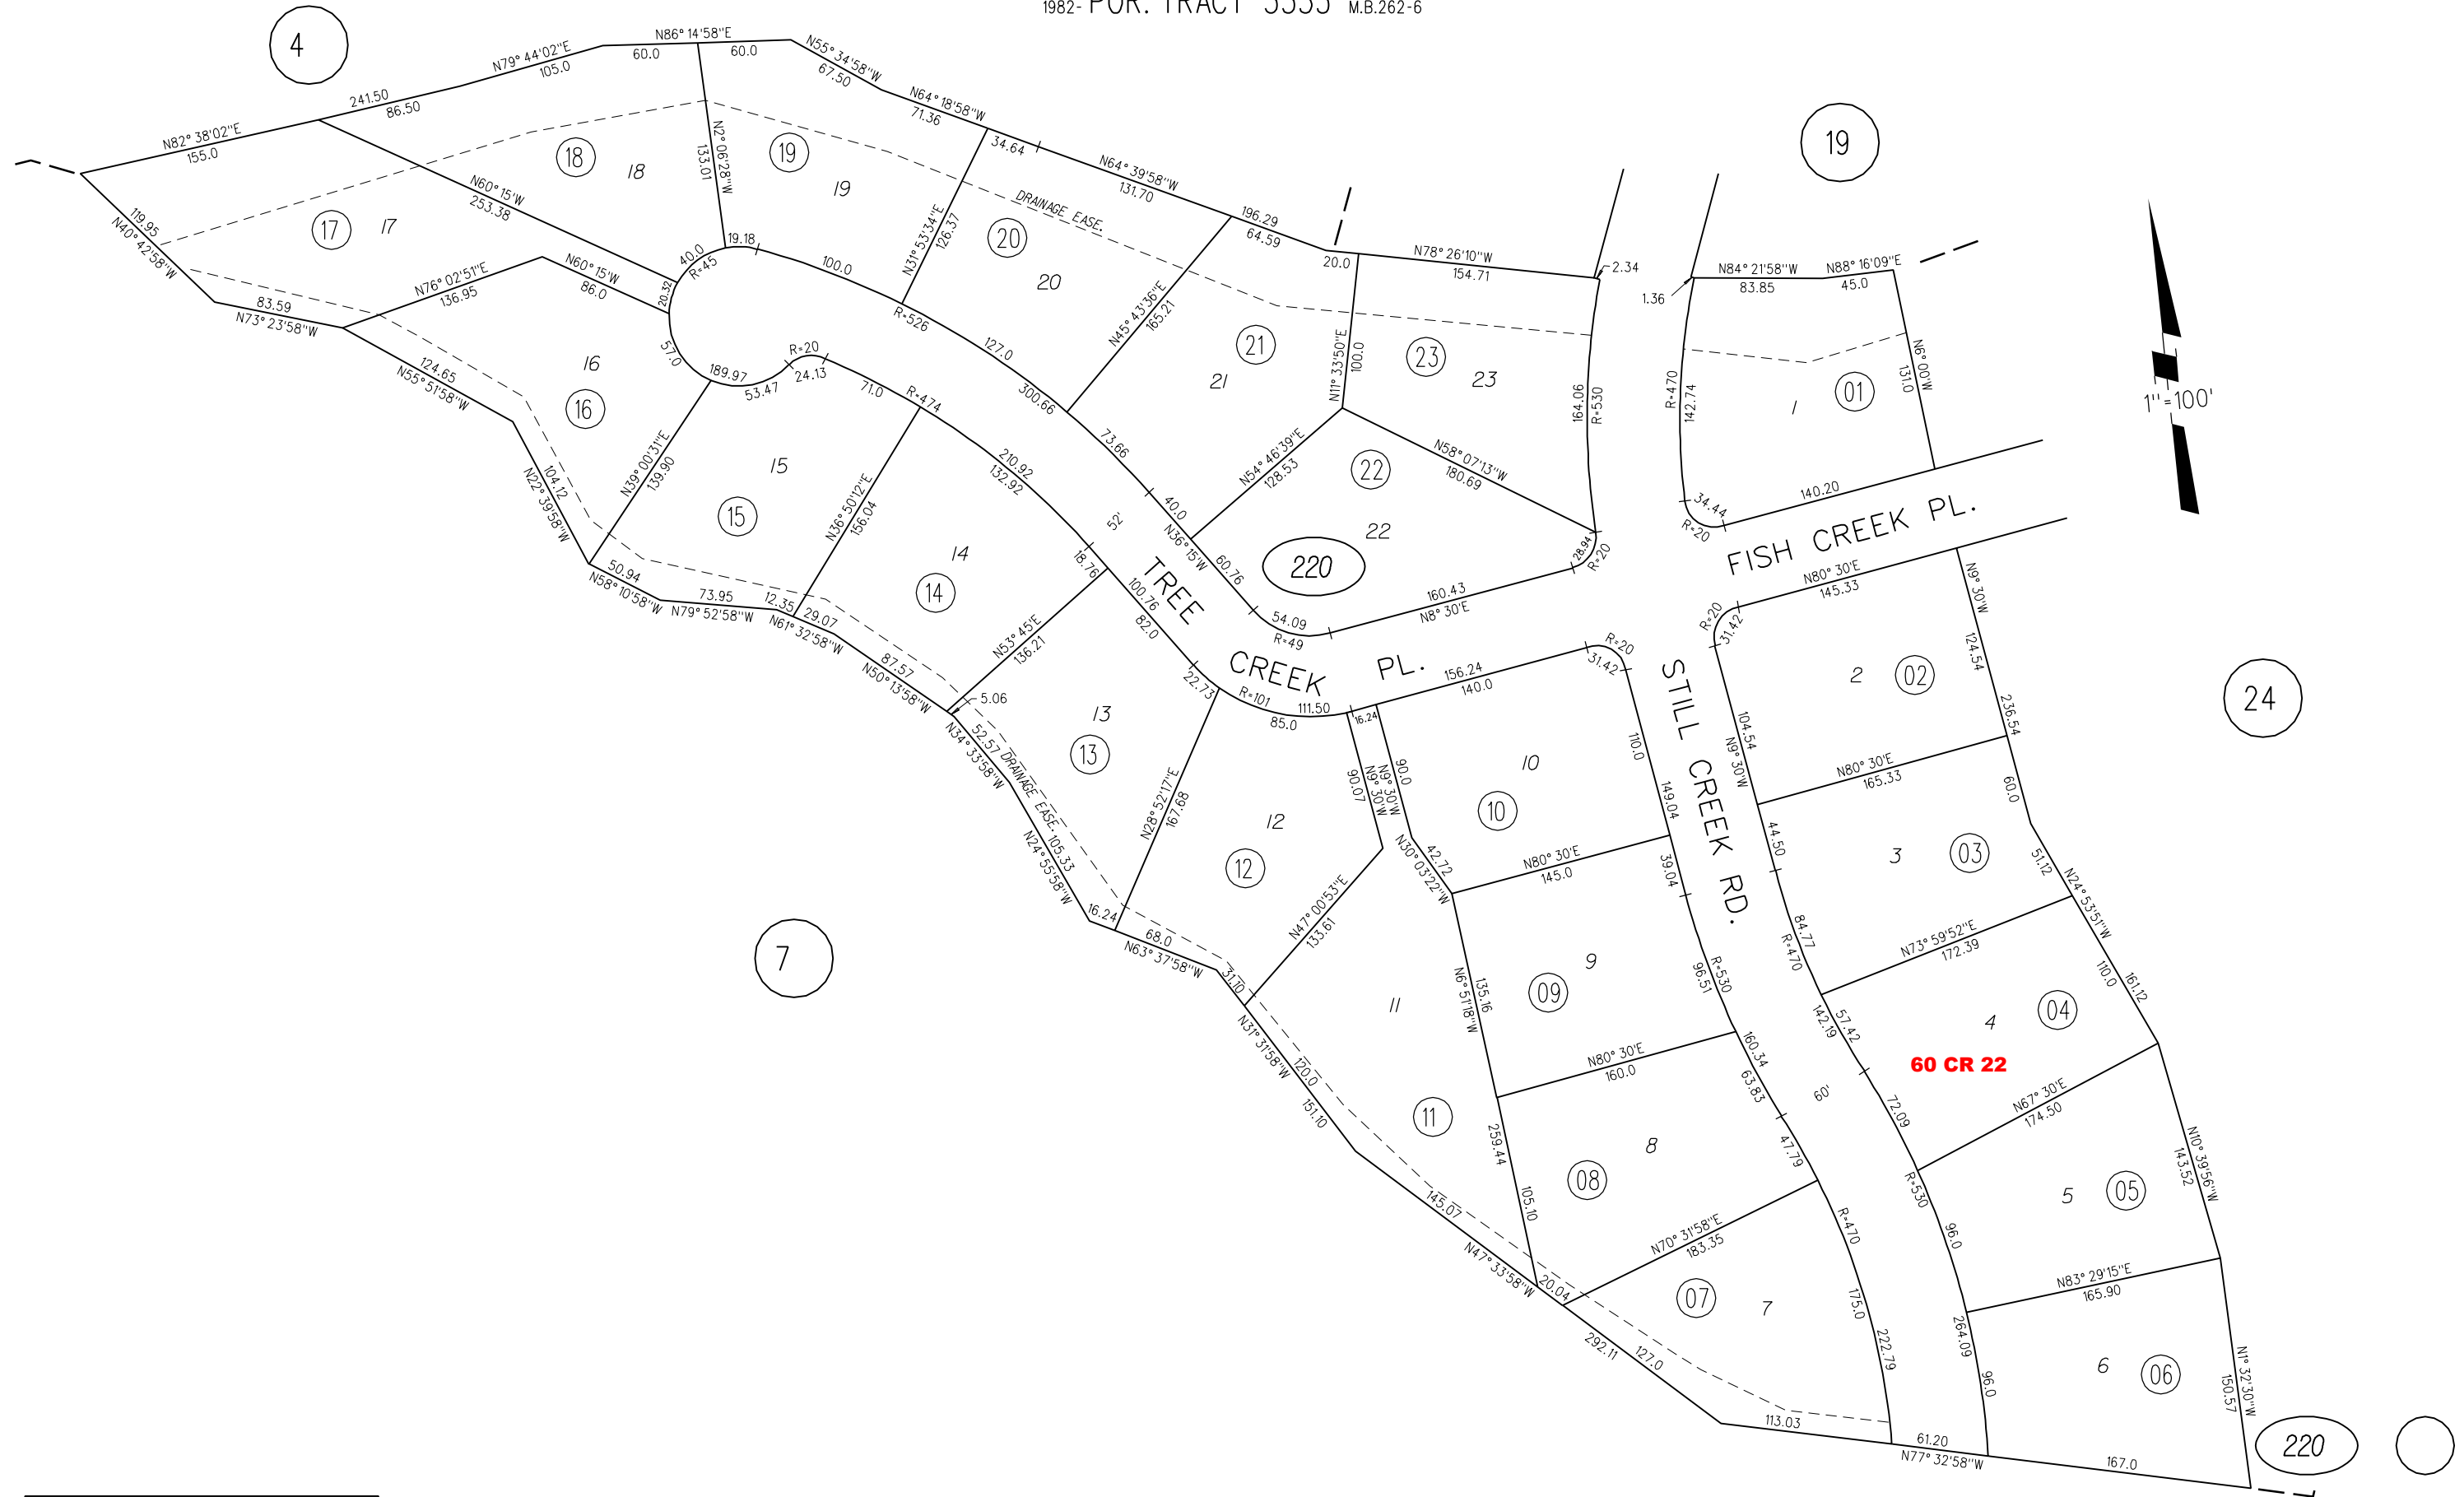 1982- POR. TRACT 5555 M.B.262-6
4
N82° 38'02"E
155.0
241.50
86.50
N79° 44'02"E
105.0
N86° 14'58"E
60.0
60.0
N55° 34'58"W
67.50
N64° 18'58"W
71.36
34.64
N64° 39'58"W
131.70
196.29
64.59
20.0
N78° 26'10"W
154.71
2.34
19
1.36
N84° 21'58"W
83.85
N88° 16'09"E
45.0
119.95
N40° 42'58"W
17
17
18
18
N60° 15'W
253.38
N2° 06'28"W
133.01
19
19
N31° 53'34"E
126.37
DRAINAGE EASE.
20
20
N45° 43'36"E
165.21
21
21
N11° 33'50"E
100.0
23
23
164.06
R=530
R=470
142.74
1
01
N6° 00'W
131.0
1"=100'
83.59
N73° 23'58"W
N76° 02'51"E
136.95
N60° 15'W
86.0
40.0
R=45
20.32
19.18
100.0
R=526
127.0
300.66
73.66
57.0
189.97
53.47
R=20
24.13
71.0
R=474
210.92
132.92
16
16
124.65
N55° 51'58"W
104.12
N22° 39'58"W
N39° 00'31"E
139.90
15
15
N36° 50'12"E
156.04
14
14
52'
40.0
N36° 15'W
60.76
N54° 46'39"E
128.53
22
22
N58° 07'13"W
180.69
220
28.94
R=20
34.44
R=20
140.20
FISH CREEK PL.
N80° 30'E
145.33
50.94
N58° 10'58"W
73.95
N79° 52'58"W
12.35
29.07
N61° 32'58"W
87.57
N50° 13'58"W
18.76
100.76
82.0
TREE
CREEK PL.
N53° 45'E
136.21
5.06
54.09
R=49
160.43
N8° 30'E
22.73
R=101
111.50
85.0
16.24
156.24
140.0
R=20
31.42
R=20
31.42
N9° 30'W
124.54
236.54
2
02
24
104.54
N9° 30'W
N80° 30'E
165.33
60.0
STILL CREEK RD.
110.0
149.04
39.04
10
10
90.07
N9° 30'W
N9° 30'W
90.0
42.72
N30° 03'22"W
N80° 30'E
145.0
13
13
52.57
N34° 33'58"W
DRAINAGE EASE.
105.33
N24° 55'58"W
N28° 52'17"E
167.68
12
12
N47° 00'53"E
133.61
16.24
68.0
N63° 37'58"W
31.10
44.50
3
03
51.12
N24° 53'51"W
84.77
R=470
N73° 59'52"E
172.39
110.0
161.12
7
N31° 31'58"W
120.0
151.10
11
11
N6° 51'18"W
135.16
9
09
R=530
96.51
57.42
142.19
4
04
60 CR 22
N80° 30'E
160.0
160.34
63.83
60'
72.09
N67° 30'E
174.50
259.44
105.10
8
08
47.79
N70° 31'58"E
183.35
145.07
N47° 33'58"W
20.04
R=470
175.0
222.79
R=530
96.0
5
05
N10° 39'56"W
143.52
N83° 29'15"E
165.90
07
7
292.11
127.0
264.09
96.0
6
06
N1° 32'30"W
150.57
113.03
61.20
N77° 32'58"W
167.0
220